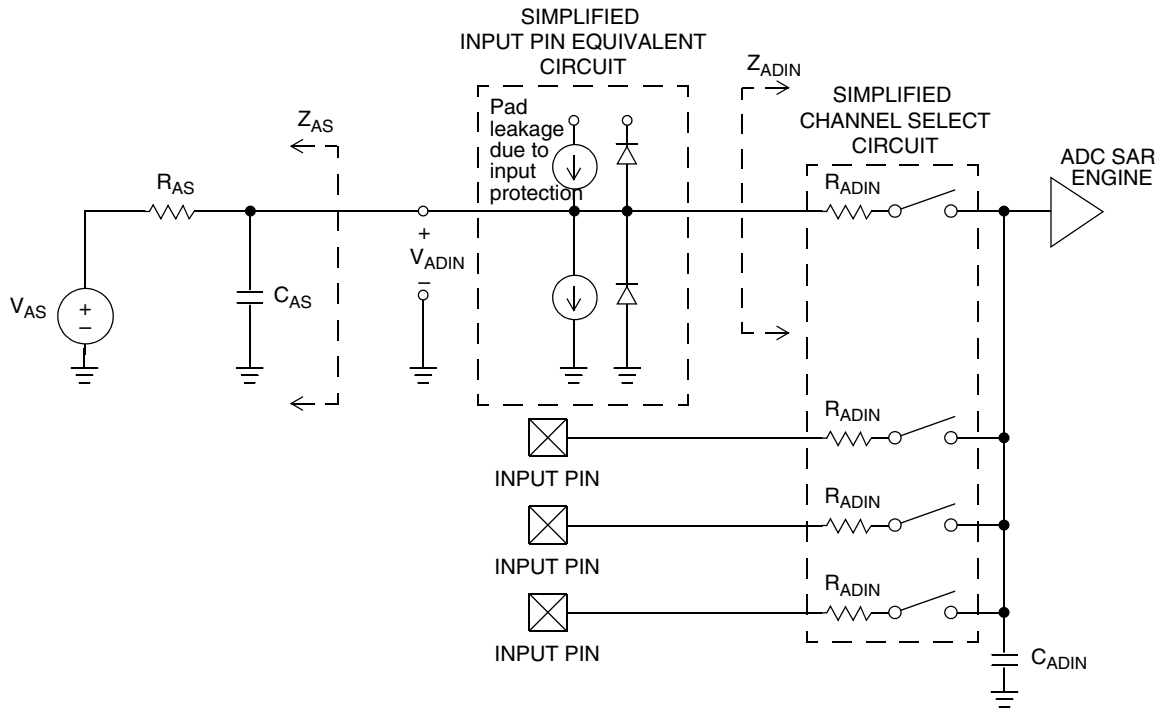 SIMPLIFIED
INPUT PIN EQUIVALENT
CIRCUIT
Z_ADIN
SIMPLIFIED
CHANNEL SELECT
CIRCUIT
ADC SAR
ENGINE
Pad
leakage
due to
input
protection
Z_AS
R_AS
R_ADIN
+
V_ADIN
–
V_AS
+
–
C_AS
R_ADIN
INPUT PIN
R_ADIN
INPUT PIN
R_ADIN
INPUT PIN
C_ADIN